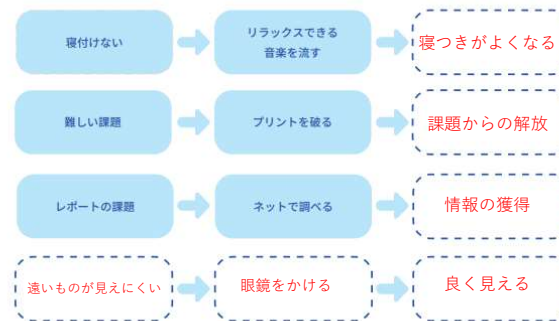 寝付けない
リラックスできる
音楽を流す
寝つきがよくなる
難しい課題
プリントを破る
課題からの解放
レポートの課題
ネットで調べる
情報の獲得
遠いものが見えにくい
眼鏡をかける
良く見える